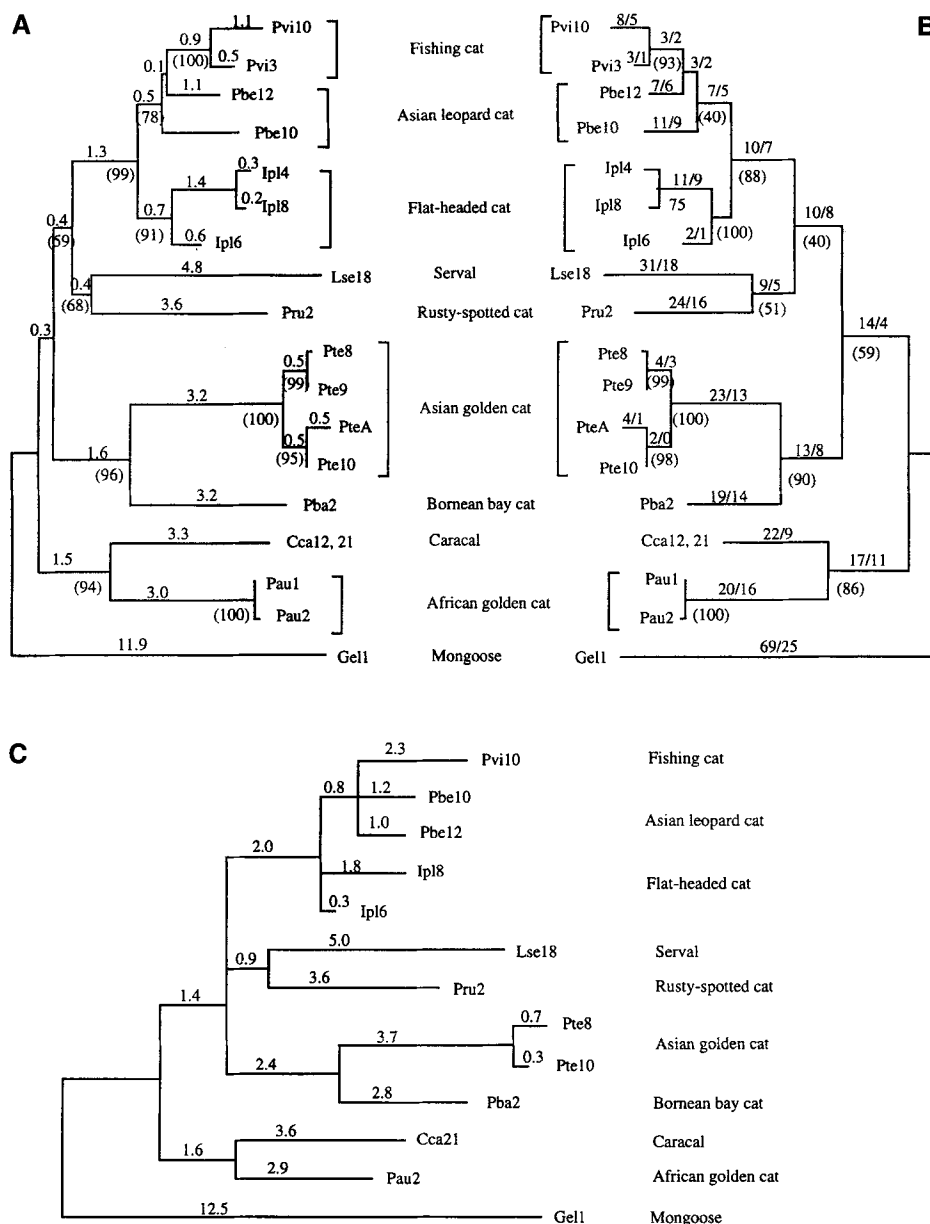 A
B
1.1 Pvi10
0.9
(100) 0.5 Pvi3
Fishing cat
0.1
1.1 Pbe12
0.5
(78)
Pbe10
Asian leopard cat
1.3
(99)
0.3 Ipl4
1.4
0.2 Ipl8
0.7
(91)
0.6 Ipl6
Flat-headed cat
0.4
(59)
4.8 Lse18 Serval
0.4
(68)
3.6 Pru2 Rusty-spotted cat
0.3
Pte8
0.5
(99) Pte9
3.2
(100)
0.5 PteA
0.5
(95) Pte10
Asian golden cat
1.6
(96)
3.2 Pba2 Bornean bay cat
3.3 Cca12, 21 Caracal
1.5
(94)
3.0
(100)
Pau1
Pau2
African golden cat
11.9 Gel1 Mongoose
Pvi10 8/5
3/2
Pvi3 3/1 (93)
3/2
Pbe12 7/6
7/5
(40)
Pbe10 11/9
10/7
(88)
Ipl4
11/9
75
Ipl8
Ipl6 2/1 (100)
10/8
(40)
Lse18 31/18
9/5
(51)
Pru2 24/16
14/4
(59)
Pte8
4/3
(99)
Pte9
23/13
(100)
PteA 4/1
2/0
(98)
Pte10
13/8
(90)
Pba2 19/14
Cca12, 21 22/9
17/11
(86)
Pau1
20/16
(100)
Pau2
Gel1 69/25
C
2.3 Pvi10 Fishing cat
0.8
1.2 Pbe10
Asian leopard cat
1.0 Pbe12
2.0
1.8 Ipl8
Flat-headed cat
0.3 Ipl6
5.0 Lse18 Serval
0.9
3.6 Pru2 Rusty-spotted cat
1.4
0.7 Pte8
3.7
Asian golden cat
0.3 Pte10
2.4
2.8 Pba2 Bornean bay cat
3.6 Cca21 Caracal
1.6
2.9 Pau2 African golden cat
12.5 Gel1 Mongoose